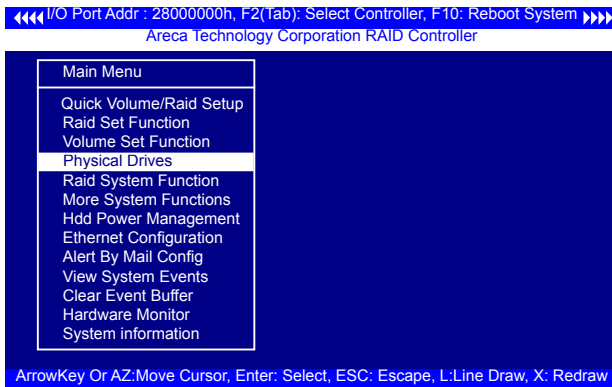 I/O Port Addr : 28000000h, F2(Tab): Select Controller, F10: Reboot System
Areca Technology Corporation RAID Controller
Main Menu
Quick Volume/Raid Setup
Raid Set Function
Volume Set Function
Physical Drives
Raid System Function
More System Functions
Hdd Power Management
Ethernet Configuration
Alert By Mail Config
View System Events
Clear Event Buffer
Hardware Monitor
System information
ArrowKey Or AZ:Move Cursor, Enter: Select, ESC: Escape, L:Line Draw, X: Redraw